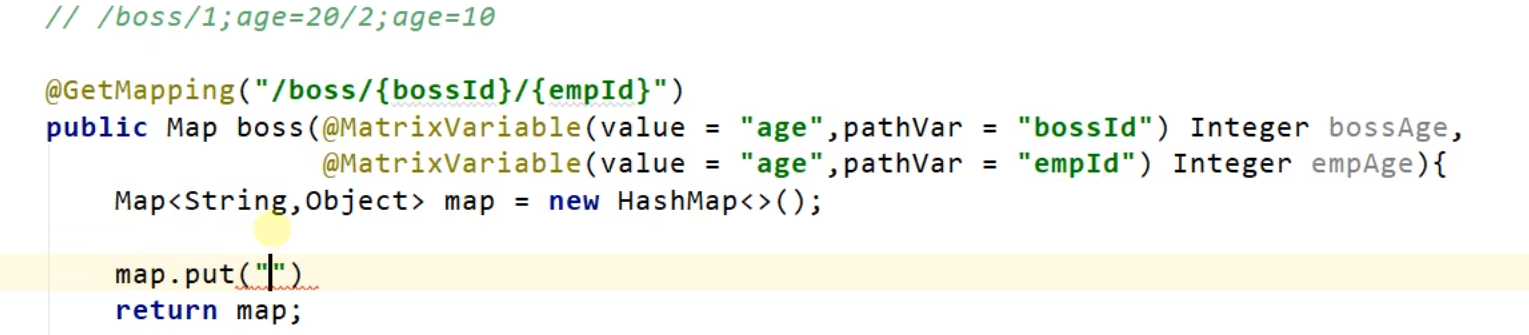 // /boss/1;age=20/2;age=10
@GetMapping("/boss/{bossId}/{empId}")
public Map boss(@MatrixVariable(value = "age",pathVar = "bossId") Integer bossAge,
@MatrixVariable(value = "age",pathVar = "empId") Integer empAge){
Map<String,Object> map = new HashMap<>();
map.put("")
return map;